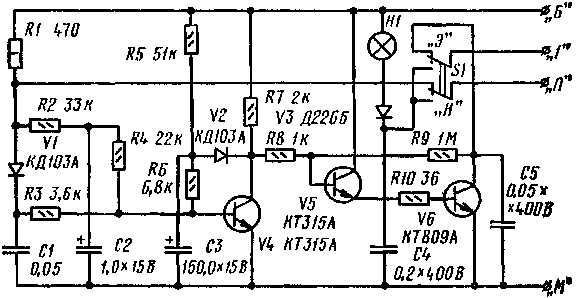 R1 470
R5 51к
H1
„Б"
„Э"
S1
„1"
„П"
„К"
R2 33к
V1
КД103А
R4 22к
V2
КД103А
R7 2к
V3 Д226Б
R8 1к
R9 1М
R3 3,6к
R6
6,8к
R10 36
V5
КТ315А
V6
КТ809А
C5
0,05×
×400В
V4 КТ315А
C1
0,05
C2
1,0×15В
C3
150,0×15В
C4
0,2×400В
„М"